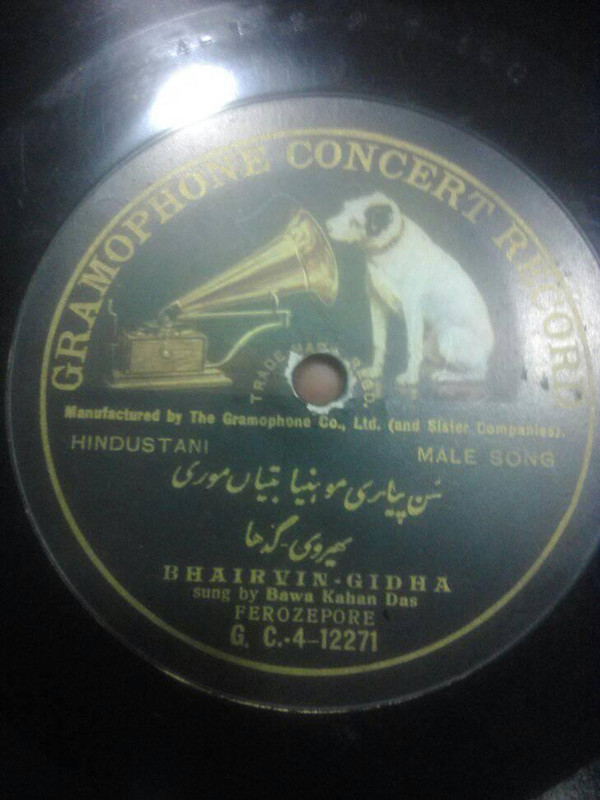 GRAMOPHONE CONCERT RECORD
TRADE MARK REGD.
Manufactured by The Gramophone Co., Ltd. (and Sister Companies).
HINDUSTANI
MALE SONG
سُن پیاری موہنیا بتیاں موری
بھیروی۔گدھا
BHAIRVIN-GIDHA
sung by Bawa Kahan Das
FEROZEPORE
G. C.-4-12271